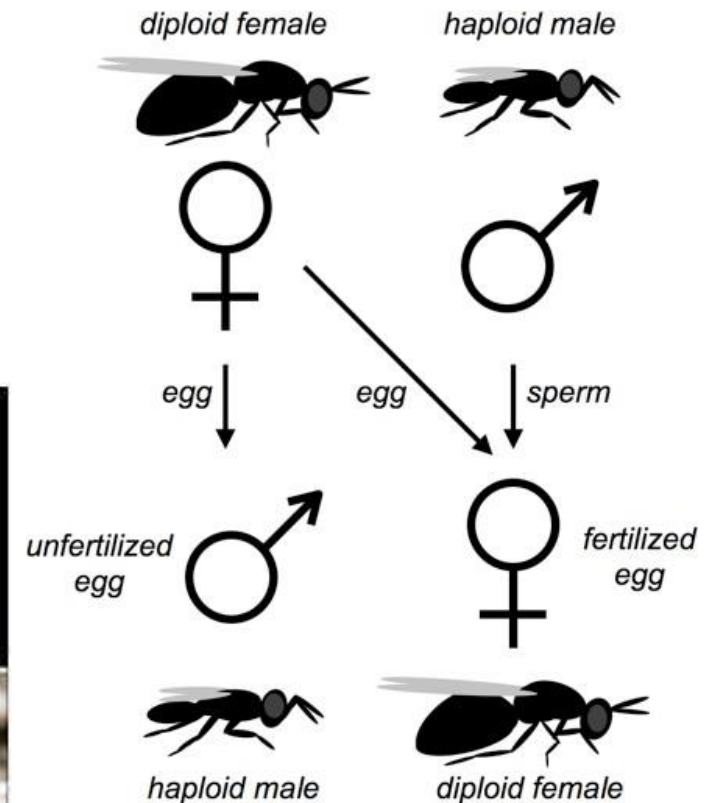 diploid female
haploid male
egg
egg
sperm
unfertilized
egg
fertilized
egg
haploid male
diploid female